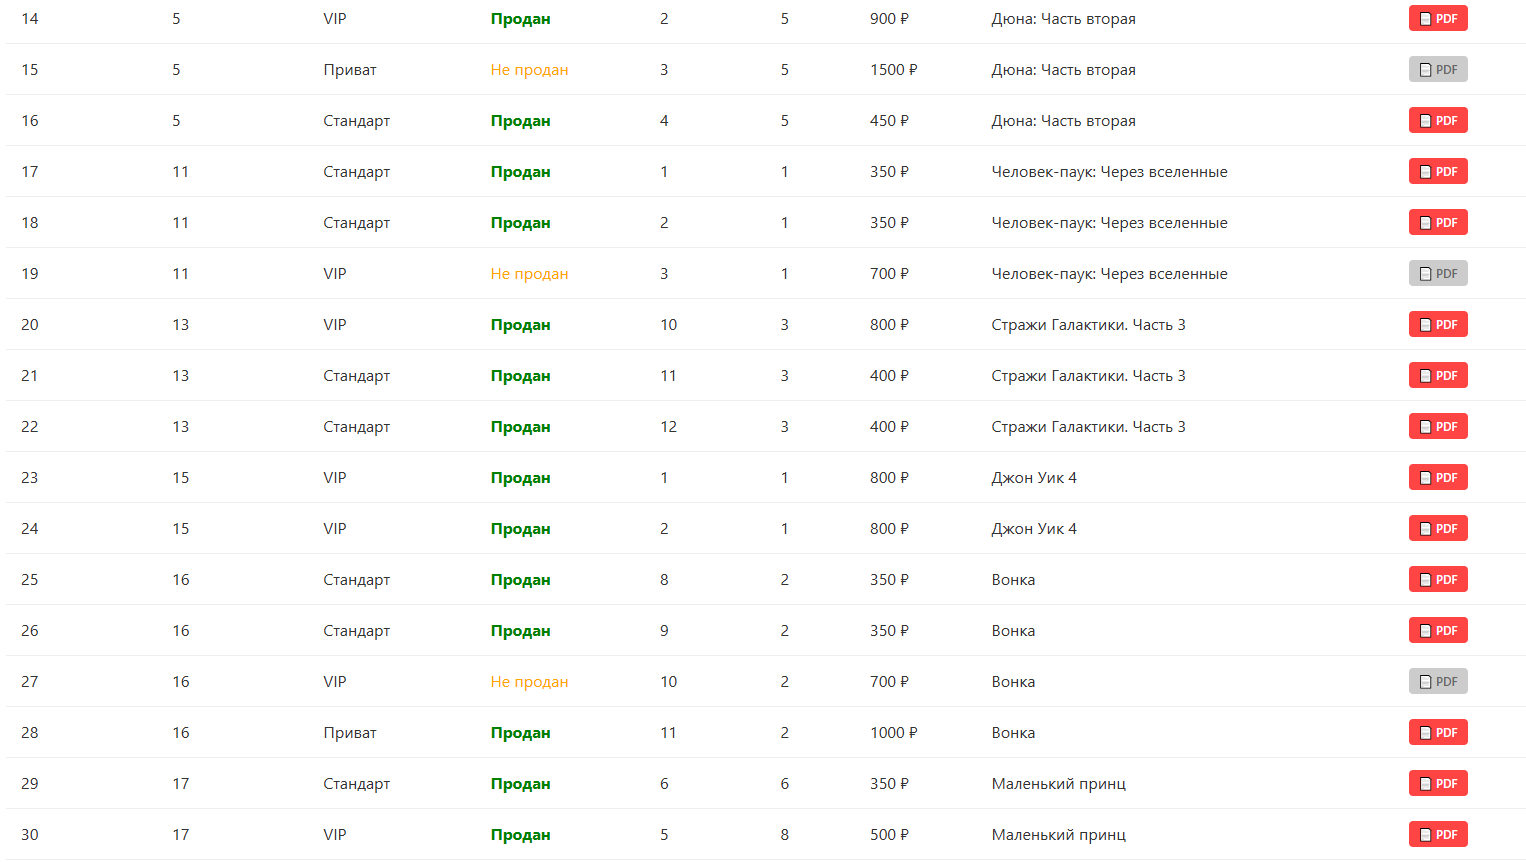 14 5 VIP Продан 2 5 900 ₽ Дюна: Часть вторая PDF
15 5 Приват Не продан 3 5 1500 ₽ Дюна: Часть вторая PDF
16 5 Стандарт Продан 4 5 450 ₽ Дюна: Часть вторая PDF
17 11 Стандарт Продан 1 1 350 ₽ Человек-паук: Через вселенные PDF
18 11 Стандарт Продан 2 1 350 ₽ Человек-паук: Через вселенные PDF
19 11 VIP Не продан 3 1 700 ₽ Человек-паук: Через вселенные PDF
20 13 VIP Продан 10 3 800 ₽ Стражи Галактики. Часть 3 PDF
21 13 Стандарт Продан 11 3 400 ₽ Стражи Галактики. Часть 3 PDF
22 13 Стандарт Продан 12 3 400 ₽ Стражи Галактики. Часть 3 PDF
23 15 VIP Продан 1 1 800 ₽ Джон Уик 4 PDF
24 15 VIP Продан 2 1 800 ₽ Джон Уик 4 PDF
25 16 Стандарт Продан 8 2 350 ₽ Вонка PDF
26 16 Стандарт Продан 9 2 350 ₽ Вонка PDF
27 16 VIP Не продан 10 2 700 ₽ Вонка PDF
28 16 Приват Продан 11 2 1000 ₽ Вонка PDF
29 17 Стандарт Продан 6 6 350 ₽ Маленький принц PDF
30 17 VIP Продан 5 8 500 ₽ Маленький принц PDF